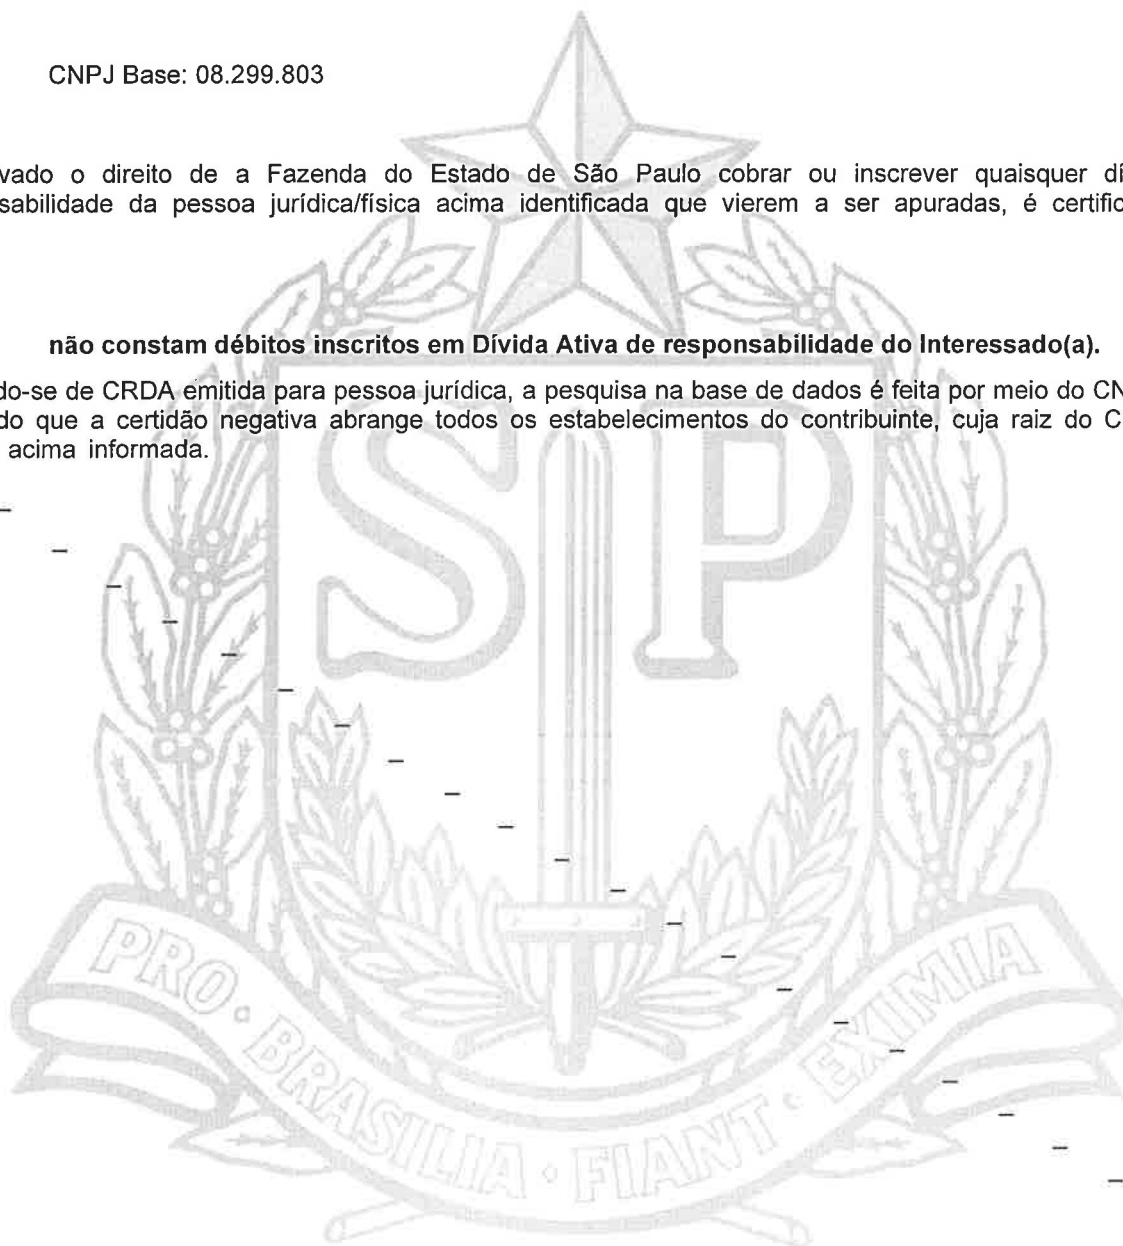 CNPJ Base: 08.299.803
vado o direito de a Fazenda do Estado de São Paulo cobrar ou inscrever quaisquer dí
sabilidade da pessoa jurídica/física acima identificada que vierem a ser apuradas, é certific
não constam débitos inscritos em Dívida Ativa de responsabilidade do Interessado(a).
do-se de CRDA emitida para pessoa jurídica, a pesquisa na base de dados é feita por meio do CN
do que a certidão negativa abrange todos os estabelecimentos do contribuinte, cuja raiz do C
acima informada.
SP
PRO · BRASILIA · FIANT · EXIMIA